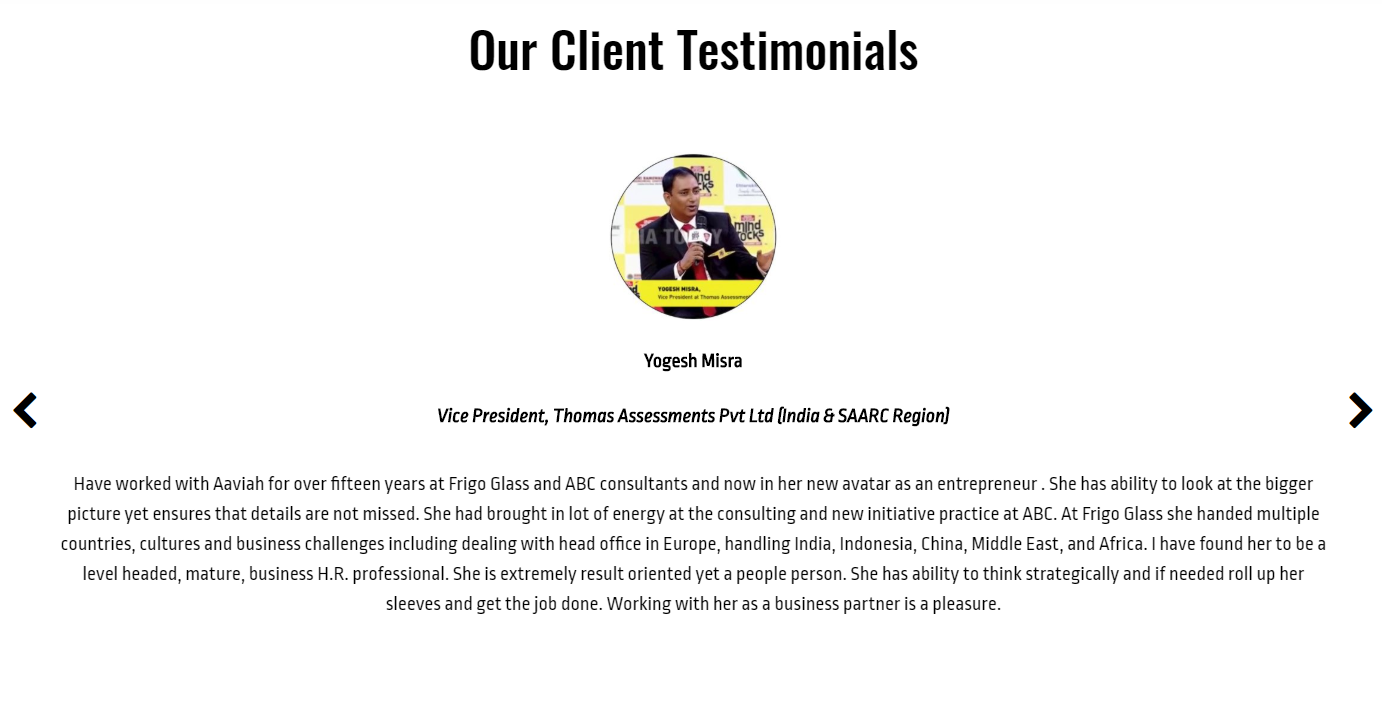 Our Client Testimonials
mind
rocks
YOGESH MISRA,
Vice President at Thomas Assessment
Yogesh Misra
Vice President, Thomas Assessments Pvt Ltd (India & SAARC Region)
Have worked with Aaviah for over fifteen years at Frigo Glass and ABC consultants and now in her new avatar as an entrepreneur . She has ability to look at the bigger
picture yet ensures that details are not missed. She had brought in lot of energy at the consulting and new initiative practice at ABC. At Frigo Glass she handed multiple
countries, cultures and business challenges including dealing with head office in Europe, handling India, Indonesia, China, Middle East, and Africa. I have found her to be a
level headed, mature, business H.R. professional. She is extremely result oriented yet a people person. She has ability to think strategically and if needed roll up her
sleeves and get the job done. Working with her as a business partner is a pleasure.